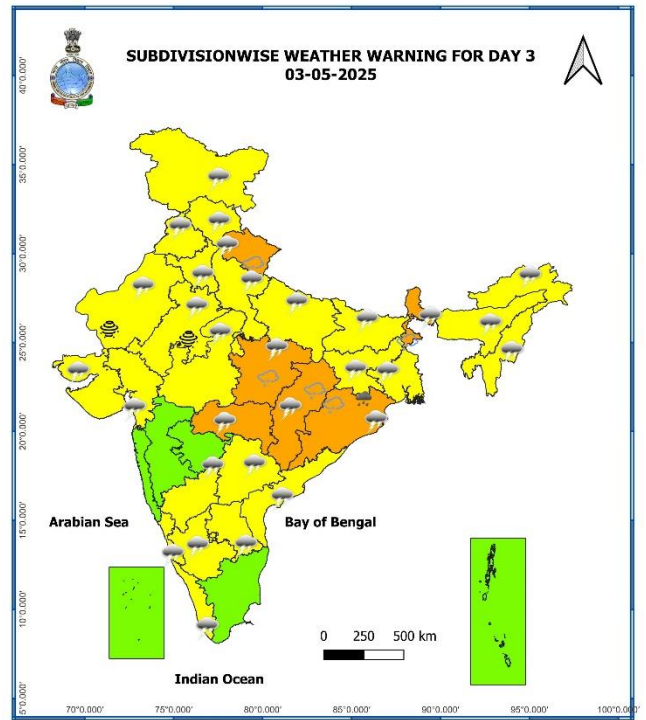 SUBDIVISIONWISE WEATHER WARNING FOR DAY 3
03-05-2025
40°0.000'
35°0.000'
30°0.000'
25°0.000'
20°0.000'
15°0.000'
10°0.000'
5°0.000'
Arabian Sea
Bay of Bengal
0 250 500 km
Indian Ocean
70°0.000' 75°0.000' 80°0.000' 85°0.000' 90°0.000' 95°0.000' 100°0.000'